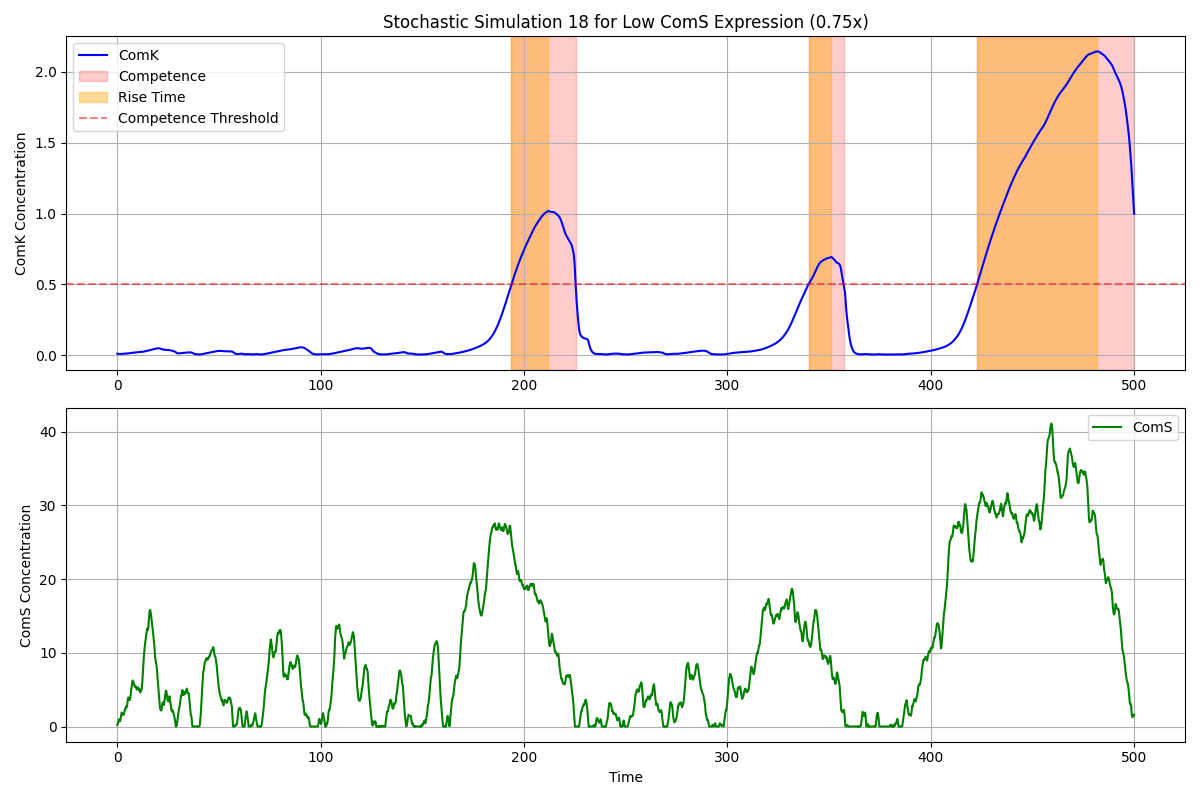 Stochastic Simulation 18 for Low ComS Expression (0.75x)
ComK
Competence
Rise Time
Competence Threshold
ComK Concentration
2.0
1.5
1.0
0.5
0.0
0 100 200 300 400 500
ComS
ComS Concentration
40
30
20
10
0
0 100 200 300 400 500
Time